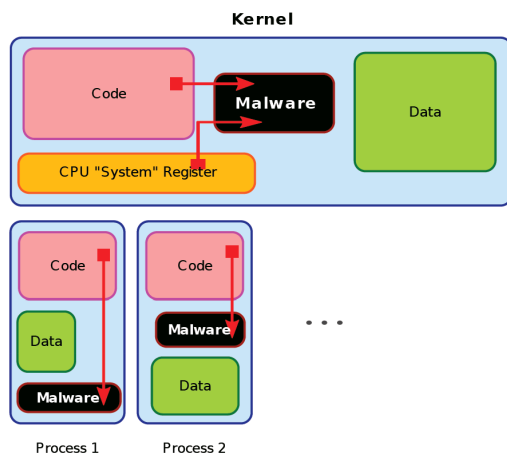 Kernel
Code
Malware
Data
CPU "System" Register
Code
Data
Malware
Process 1
Code
Malware
Data
Process 2
. . .